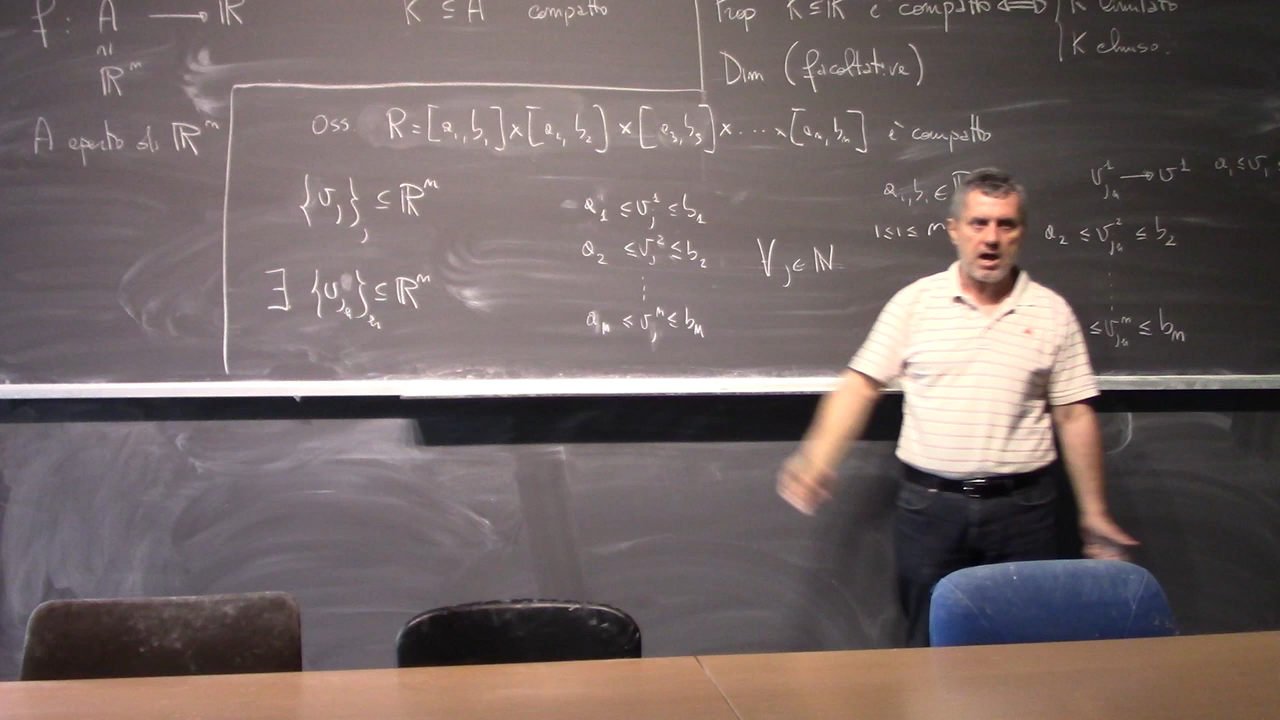 f: A → ℝ
⊆
ℝⁿ
K ⊆ A compatto
Prop K ⊆ ℝ è compatto ⟺ { K limitato
K chiuso.
Dim (facoltativa)
A aperto di ℝⁿ
Oss. R = [a₁, b₁] × [a₂, b₂] × [a₃, b₃] × ... × [aₙ, bₙ] è compatto
{vⱼ}ⱼ ⊆ ℝⁿ
∃ {vⱼₖ}ₖ ⊆ ℝⁿ
a₁ ≤ vⱼ¹ ≤ b₁
a₂ ≤ vⱼ² ≤ b₂
⋮
aₙ ≤ vⱼⁿ ≤ bₙ
∀ j ∈ ℕ
aᵢ, bᵢ ∈
1 ≤ i ≤ n
vⱼₖ¹ → v¹
a₁ ≤ v₁
a₂ ≤ vⱼₖ² ≤ b₂
⋮
≤ vⱼₖⁿ ≤ bₙ